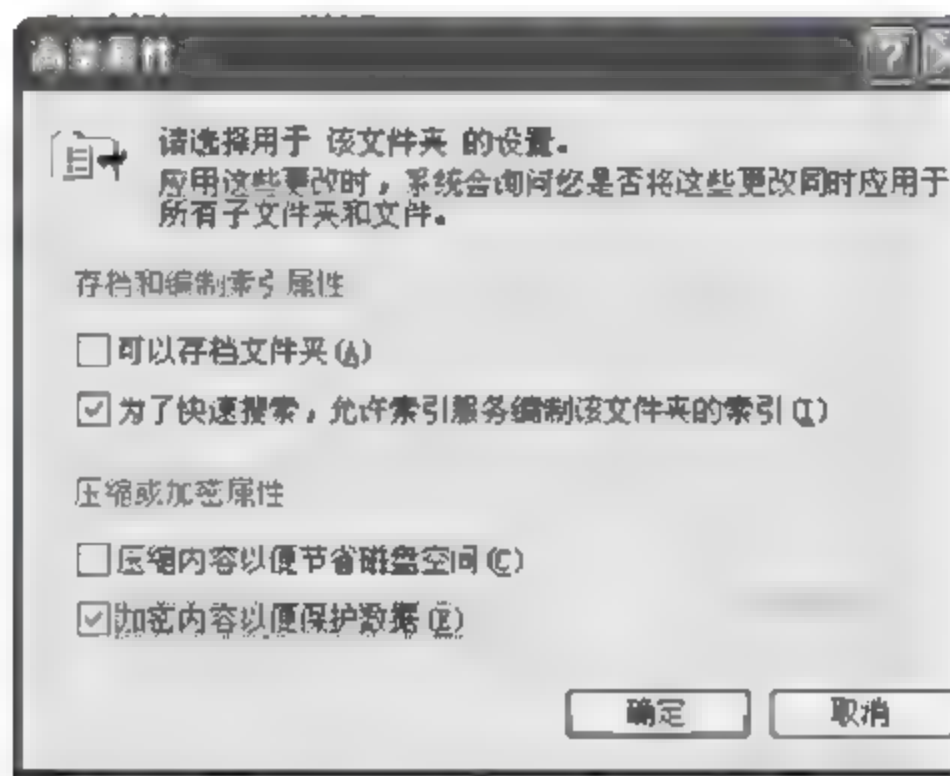 高级属性
请选择用于 该文件夹 的设置。
应用这些更改时，系统会询问您是否将这些更改同时应用于
所有子文件夹和文件。
存档和编制索引属性
可以存档文件夹(A)
为了快速搜索，允许索引服务编制该文件夹的索引(I)
压缩或加密属性
压缩内容以便节省磁盘空间(C)
加密内容以便保护数据(E)
确定
取消